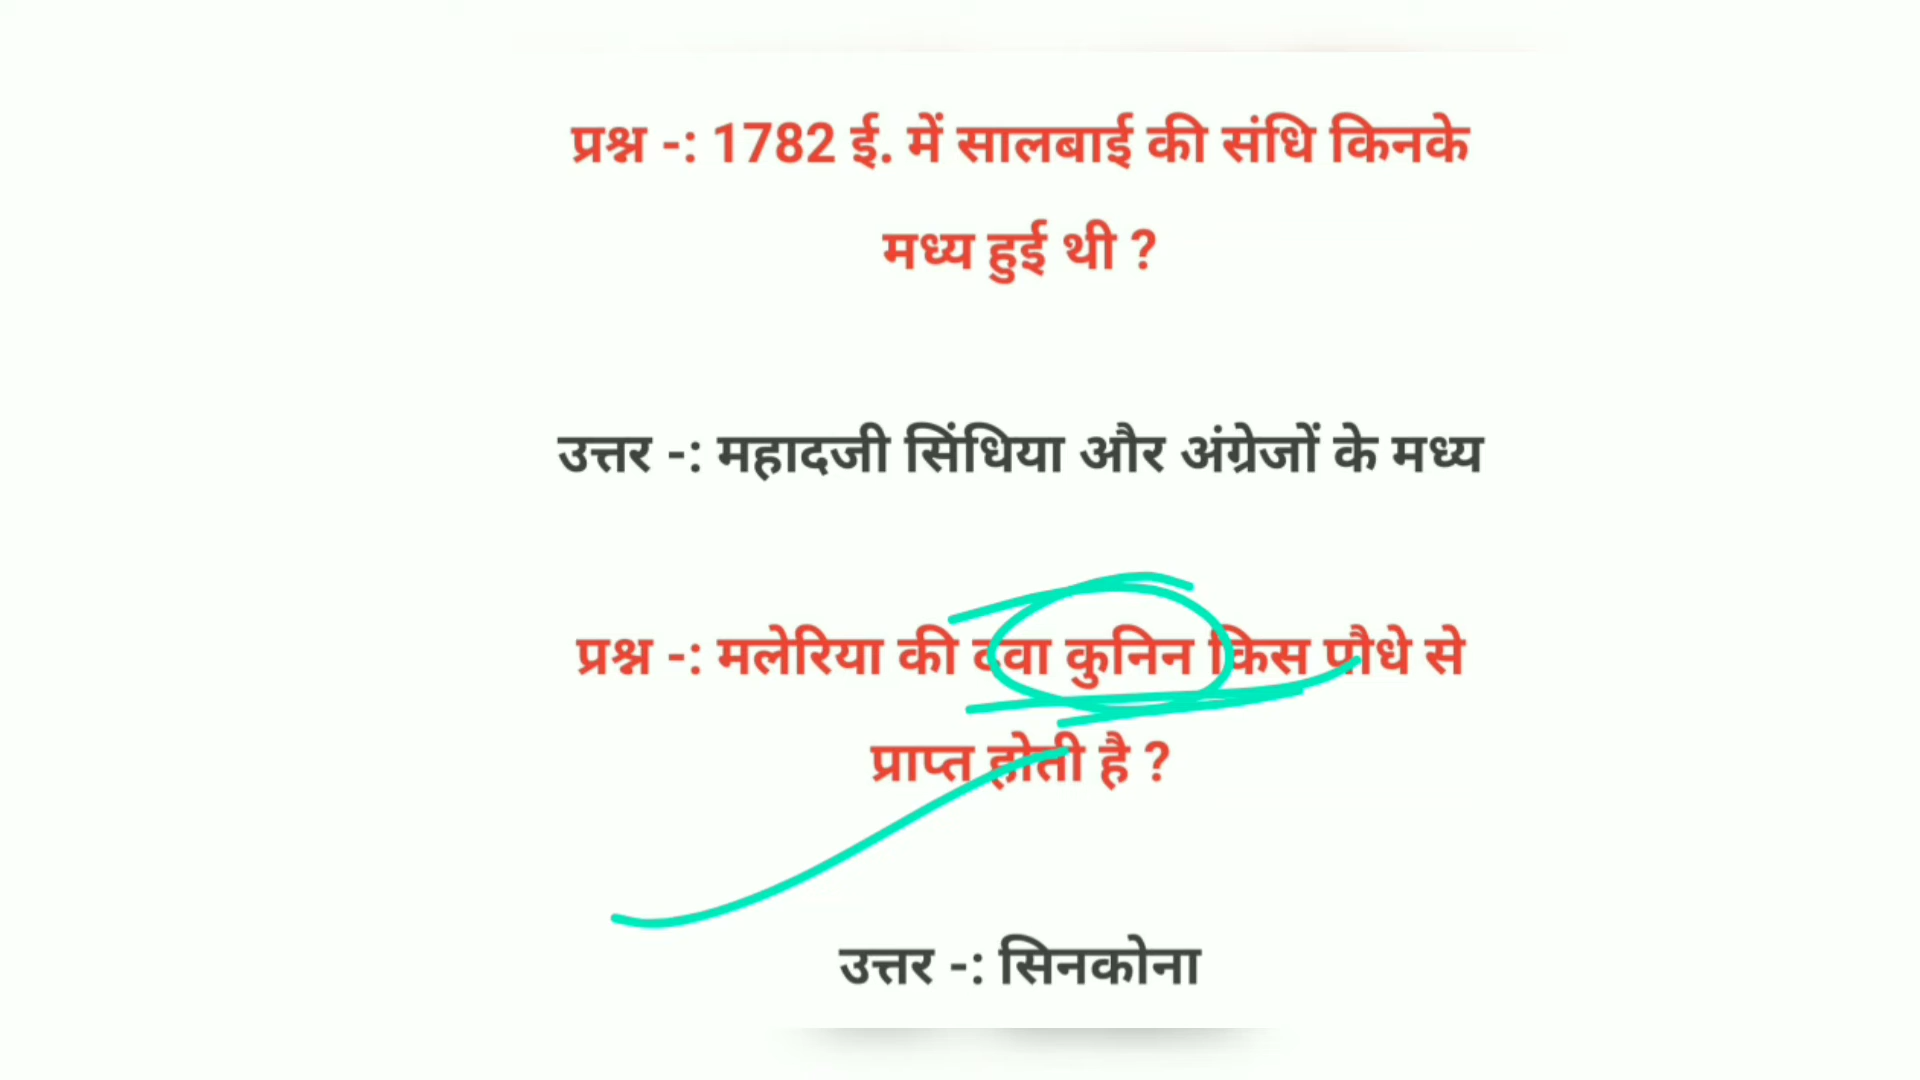 प्रश्न -: 1782 ई. में सालबाई की संधि किनके
मध्य हुई थी ?
उत्तर -: महादजी सिंधिया और अंग्रेजों के मध्य
प्रश्न -: मलेरिया की दवा कुनिन किस पौधे से
प्राप्त होती है ?
उत्तर -: सिनकोना